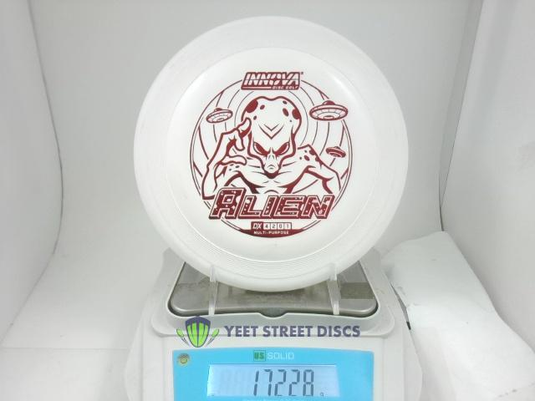 INNOVA
DISC GOLF
ALIEN
DX 4 2 0 1
MULTI-PURPOSE
YEET STREET DISCS
U.S. SOLID
172.28